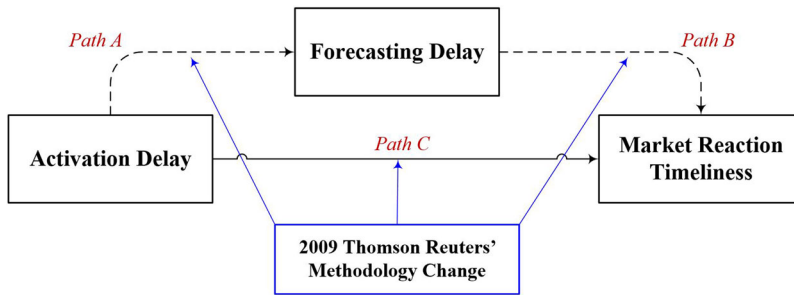 Path A
Forecasting Delay
Path B
Activation Delay
Path C
Market Reaction
Timeliness
2009 Thomson Reuters'
Methodology Change